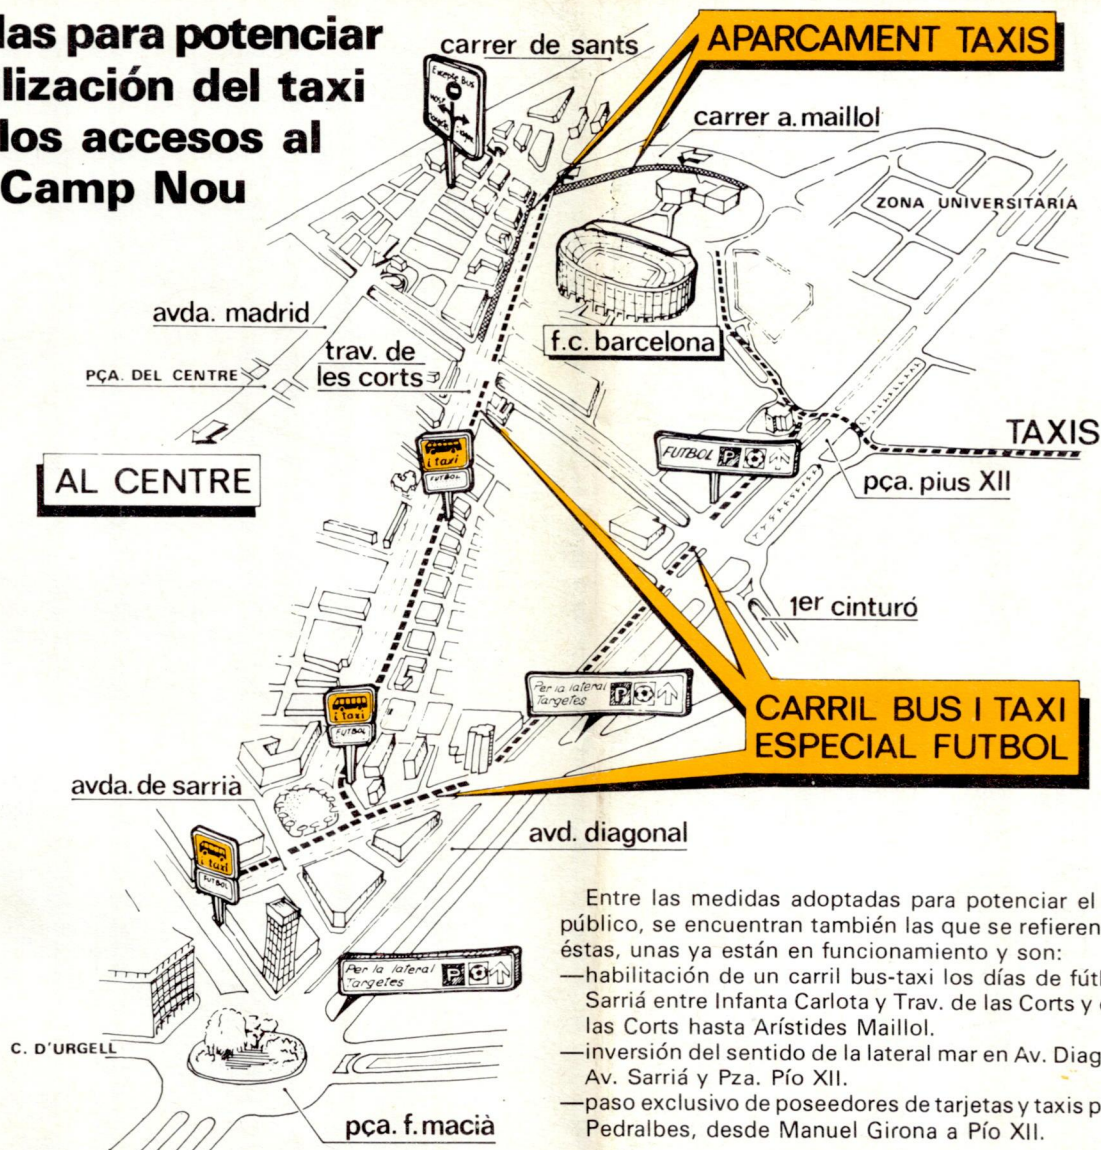 las para potenciar
lización del taxi
los accesos al
Camp Nou
carrer de sants
APARCAMENT TAXIS
Excepte Bus
carrer a. maillol
ZONA UNIVERSITÀRIA
avda. madrid
f.c. barcelona
trav. de
les corts
PÇA. DEL CENTRE
AL CENTRE
i taxi
FUTBOL
FUTBOL P
TAXIS
pça. pius XII
1er cinturó
Per la lateral
Targetes P
CARRIL BUS I TAXI
ESPECIAL FUTBOL
i taxi
FUTBOL
avda. de sarrià
avd. diagonal
i taxi
FUTBOL
Per la lateral
Targetes P
C. D'URGELL
pça. f. macià
Entre las medidas adoptadas para potenciar el
público, se encuentran también las que se refieren
éstas, unas ya están en funcionamiento y son:
—habilitación de un carril bus-taxi los días de fútb
Sarriá entre Infanta Carlota y Trav. de las Corts y
las Corts hasta Arístides Maillol.
—inversión del sentido de la lateral mar en Av. Diag
Av. Sarriá y Pza. Pío XII.
—paso exclusivo de poseedores de tarjetas y taxis p
Pedralbes, desde Manuel Girona a Pío XII.